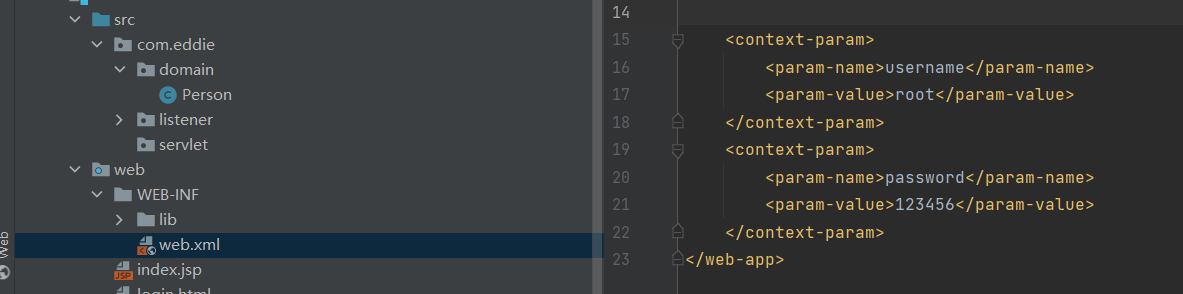 src
com.eddie
domain
Person
listener
servlet
web
WEB-INF
lib
web.xml
index.jsp
Web
14
15 <context-param>
16 <param-name>username</param-name>
17 <param-value>root</param-value>
18 </context-param>
19 <context-param>
20 <param-name>password</param-name>
21 <param-value>123456</param-value>
22 </context-param>
23 </web-app>